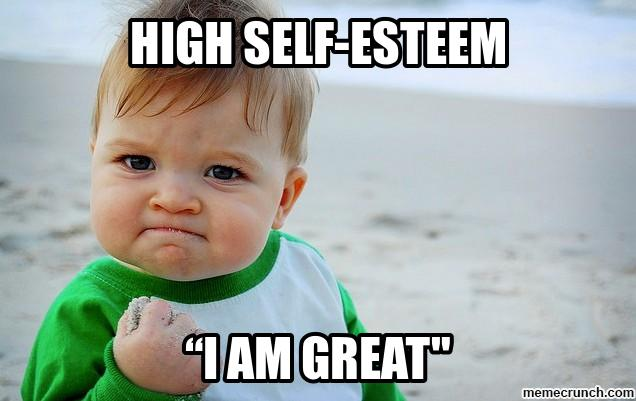 HIGH SELF-ESTEEM
“I AM GREAT"
memecrunch.com